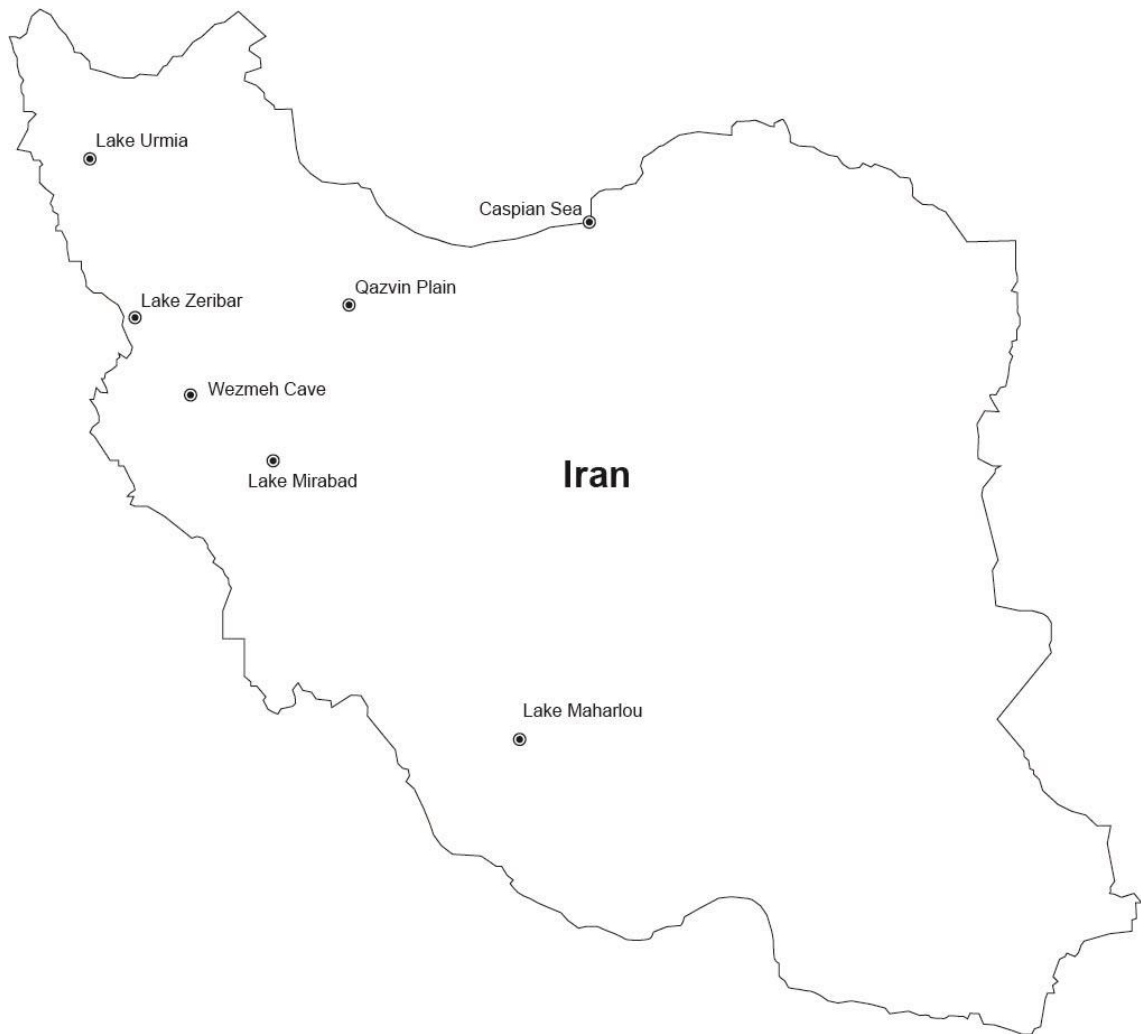 Lake Urmia
Caspian Sea
Qazvin Plain
Lake Zeribar
Wezmeh Cave
Iran
Lake Mirabad
Lake Maharlou